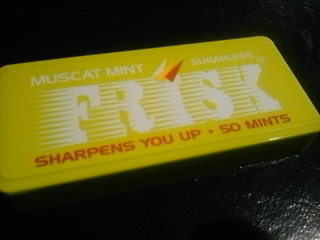 MUSCAT MINT SUGARLESS
FRISK®
SHARPENS YOU UP • 50 MINTS